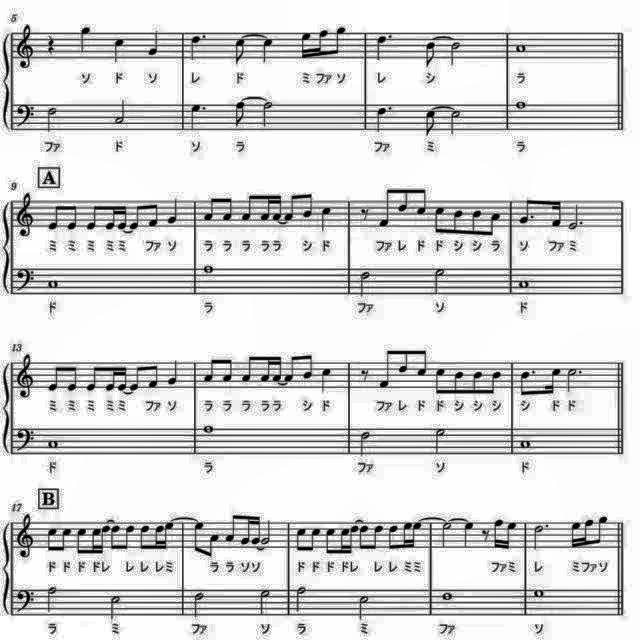 5
ソ ド ソ レ ド ミファソ レ シ ラ
ファ ド ソ ラ ファ ミ ラ
A
9
ミ ミ ミ ミミ ファ ソ ララ ララ ラ シ ド ファレ ド ドシシラ ソ ファミ
ド ラ ファ ソ ド
13
ミ ミ ミ ミミ ファ ソ ララ ララ ラ シ ド ファレ ド ドシシシ シ ドド
ド ラ ファ ソ ド
B
17
ドドドドレ レレレミ ララソソ ドドドドレ レレミミ ファミ レ ミファソ
ラ ミ ファ ソ ラ ミ ファ ソ